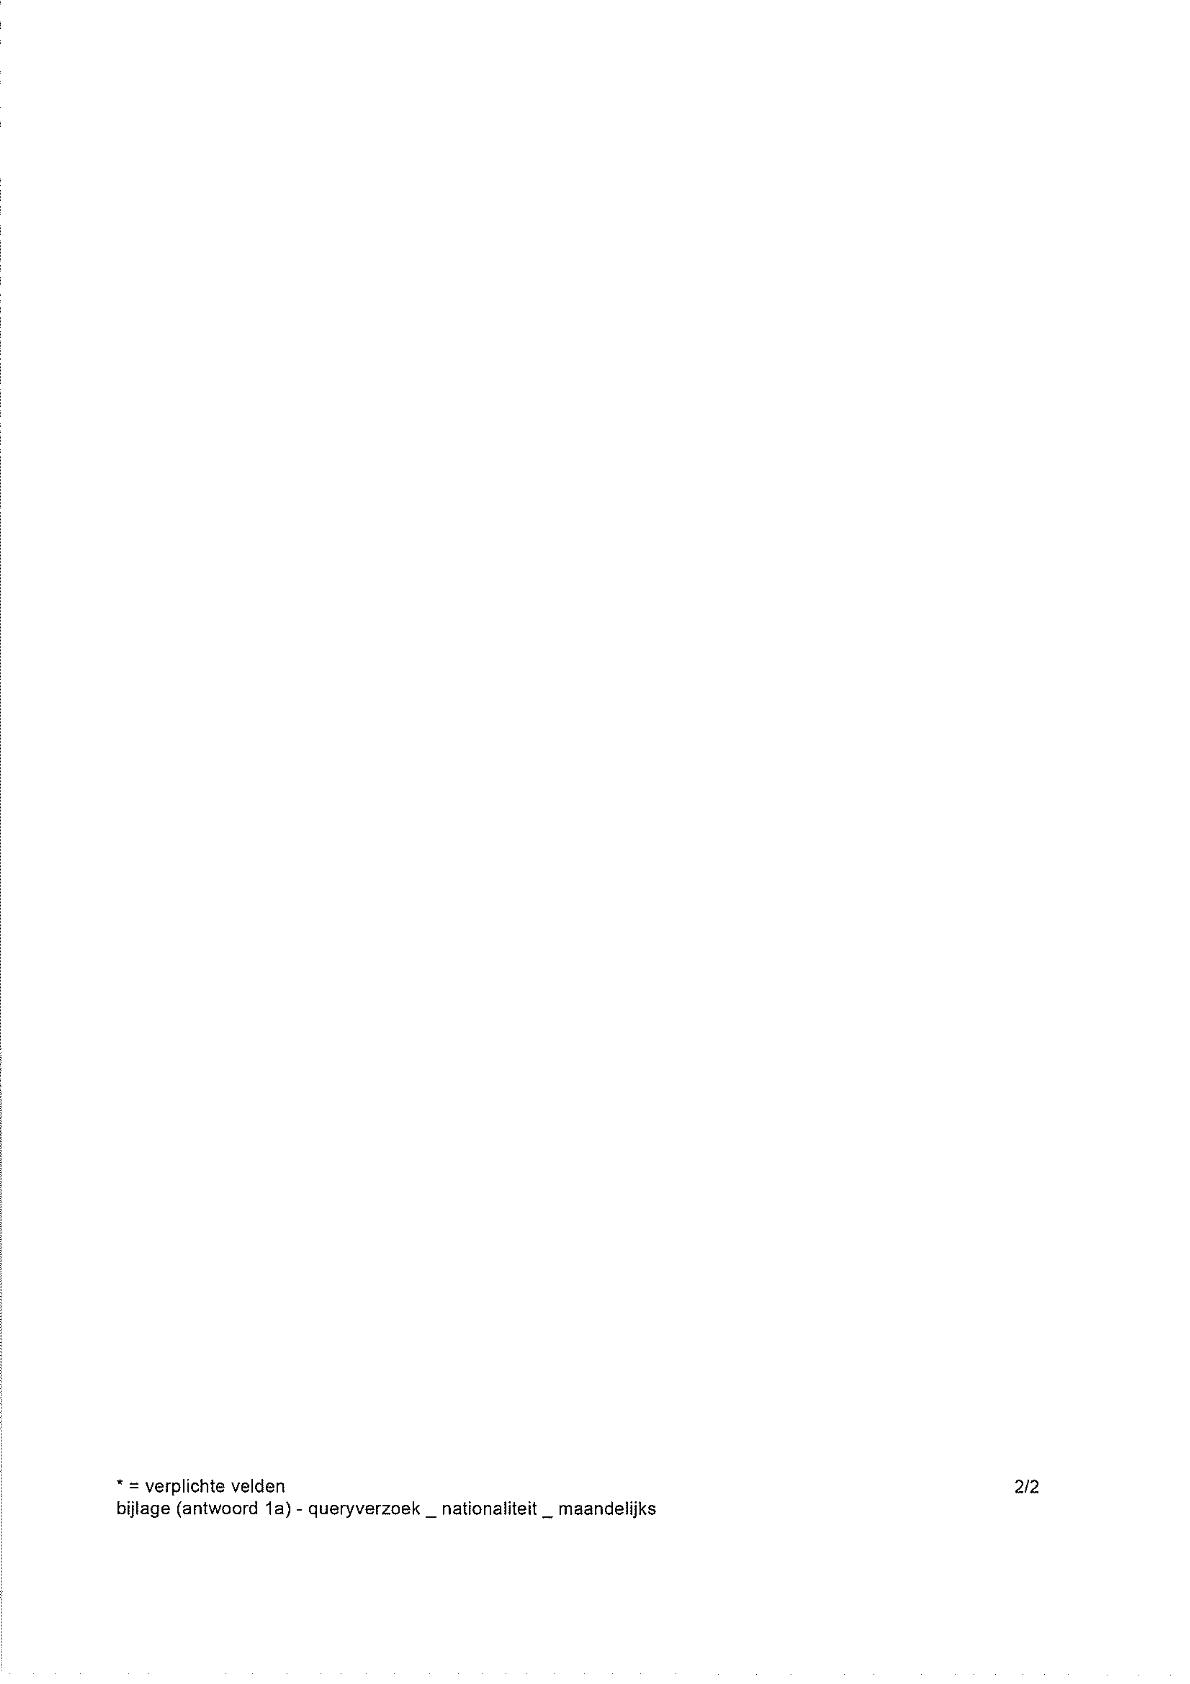 * = verplichte velden 2/2
bijlage (antwoord 1a) - queryverzoek _ nationaliteit _ maandelijks